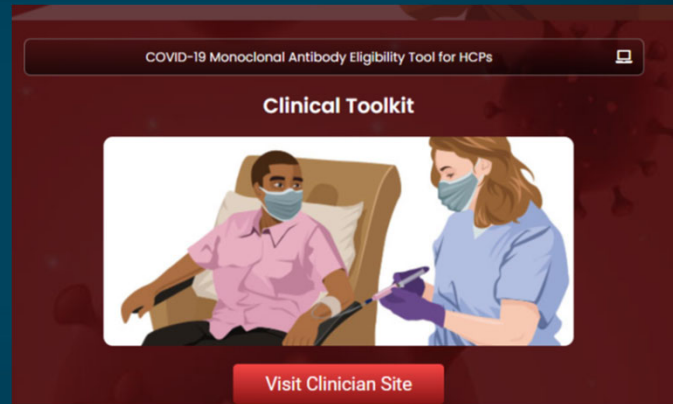 COVID-19 Monoclonal Antibody Eligibility Tool for HCPs
Clinical Toolkit
Visit Clinician Site